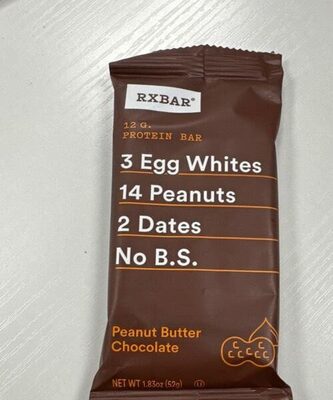 RXBAR®
12 G.
PROTEIN BAR
3 Egg Whites
14 Peanuts
2 Dates
No B.S.
Peanut Butter
Chocolate
C C
C C C C C
NET WT 1.83oz (52g) Ⓤ